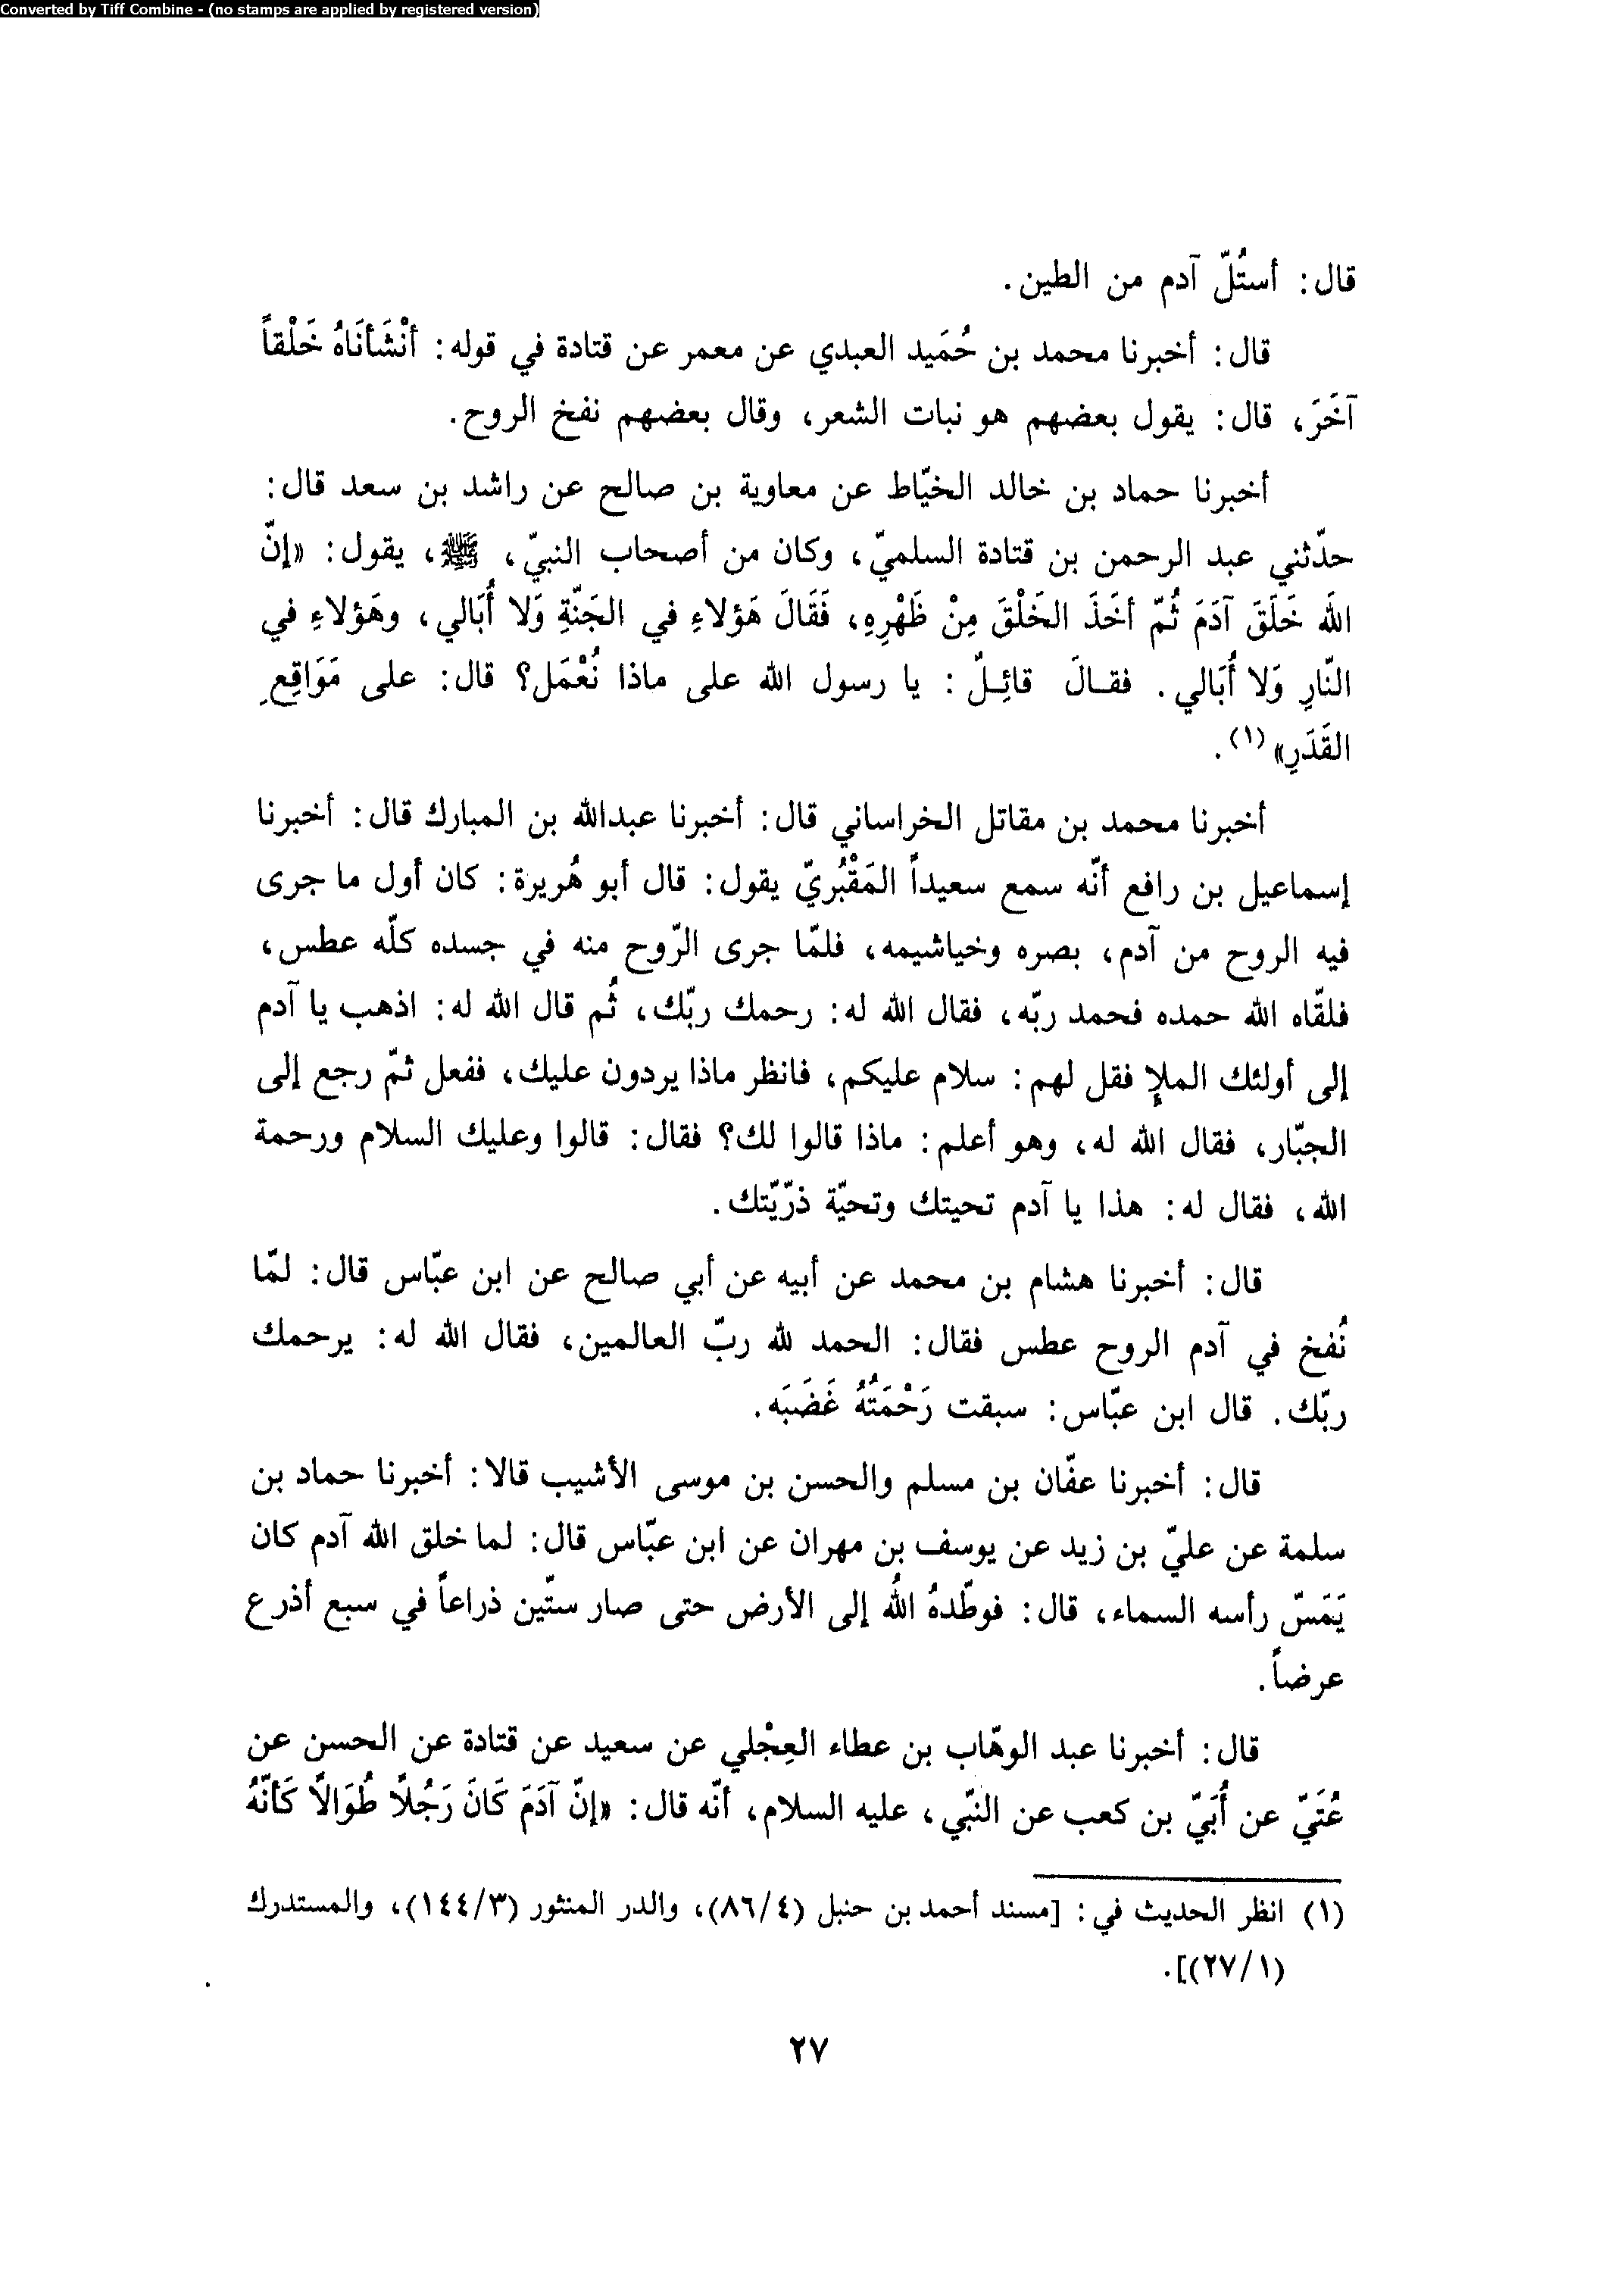 Converted by Tiff Combine - (no stamps are applied by registered version)
قال: أستُلّ آدم من الطين.
قال: أخبرنا محمد بن حُمَيد العبدي عن معمر عن قتادة في قوله: أنْشَأنَاهُ خَلْقاً
آخَرَ، قال: يقول بعضهم هو نبات الشعر، وقال بعضهم نفخ الروح.
أخبرنا حماد بن خالد الخيّاط عن معاوية بن صالح عن راشد بن سعد قال:
حدّثني عبد الرحمن بن قتادة السلميّ، وكان من أصحاب النبيّ، ﷺ، يقول: «إنّ
اللهَ خَلَقَ آدَمَ ثُمّ أخَذَ الخَلْقَ مِنْ ظَهْرِهِ، فَقَالَ هَؤلاءِ في الجَنّةِ وَلا أُبَالي، وهَؤلاءِ في
النّارِ وَلا أُبَالي. فقـالَ قائِـلٌ: يا رسول الله على ماذا نُعْمَل؟ قال: على مَوَاقِعِ
القَدَرِ»(١).
أخبرنا محمد بن مقاتل الخراساني قال: أخبرنا عبدالله بن المبارك قال: أخبرنا
إسماعيل بن رافع أنّه سمع سعيداً المَقْبُريّ يقول: قال أبو هُريرة: كان أول ما جرى
فيه الروح من آدم، بصره وخياشيمه، فلمّا جرى الرّوح منه في جسده كلّه عطس،
فلقّاه الله حمده فحمد ربّه، فقال الله له: رحمك ربّك، ثُم قال الله له: اذهب يا آدم
إلى أولئك الملإ فقل لهم: سلام عليكم، فانظر ماذا يردون عليك، ففعل ثمّ رجع إلى
الجبّار، فقال الله له، وهو أعلم: ماذا قالوا لك؟ فقال: قالوا وعليك السلام ورحمة
الله، فقال له: هذا يا آدم تحيتك وتحيّة ذرّيّتك.
قال: أخبرنا هشام بن محمد عن أبيه عن أبي صالح عن ابن عبّاس قال: لمّا
نُفخ في آدم الروح عطس فقال: الحمد لله ربّ العالمين، فقال الله له: يرحمك
ربّك. قال ابن عبّاس: سبقت رَحْمَتُهُ غَضَبَه.
قال: أخبرنا عفّان بن مسلم والحسن بن موسى الأشيب قالا: أخبرنا حماد بن
سلمة عن عليّ بن زيد عن يوسف بن مهران عن ابن عبّاس قال: لما خلق الله آدم كان
يَمَسّ رأسه السماء، قال: فوطّدهُ اللهُ إلى الأرض حتى صار ستّين ذراعاً في سبع أذرع
عرضاً.
قال: أخبرنا عبد الوهّاب بن عطاء العِجْلي عن سعيد عن قتادة عن الحسن عن
عُتَيّ عن أُبَيّ بن كعب عن النبّي، عليه السلام، أنّه قال: «إنّ آدَمَ كَانَ رَجُلًا طُوَالًا كَأنّهُ
(١) انظر الحديث في: [مسند أحمد بن حنبل (٨٦/٤)، والدر المنثور (١٤٤/٣)، والمستدرك
(٢٧/١)].
٢٧